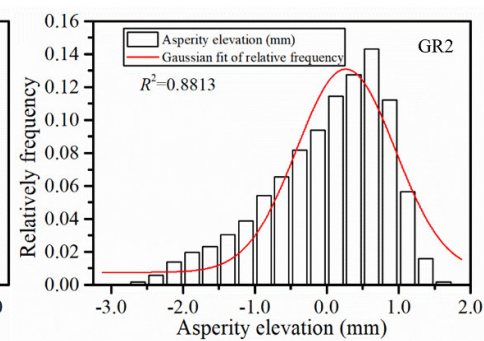 0.16
0.14
0.12
0.10
0.08
0.06
0.04
0.02
0.00
Relatively frequency
Asperity elevation (mm)
Gaussian fit of relative frequency
GR2
R²=0.8813
-3.0 -2.0 -1.0 0.0 1.0 2.0
Asperity elevation (mm)
0